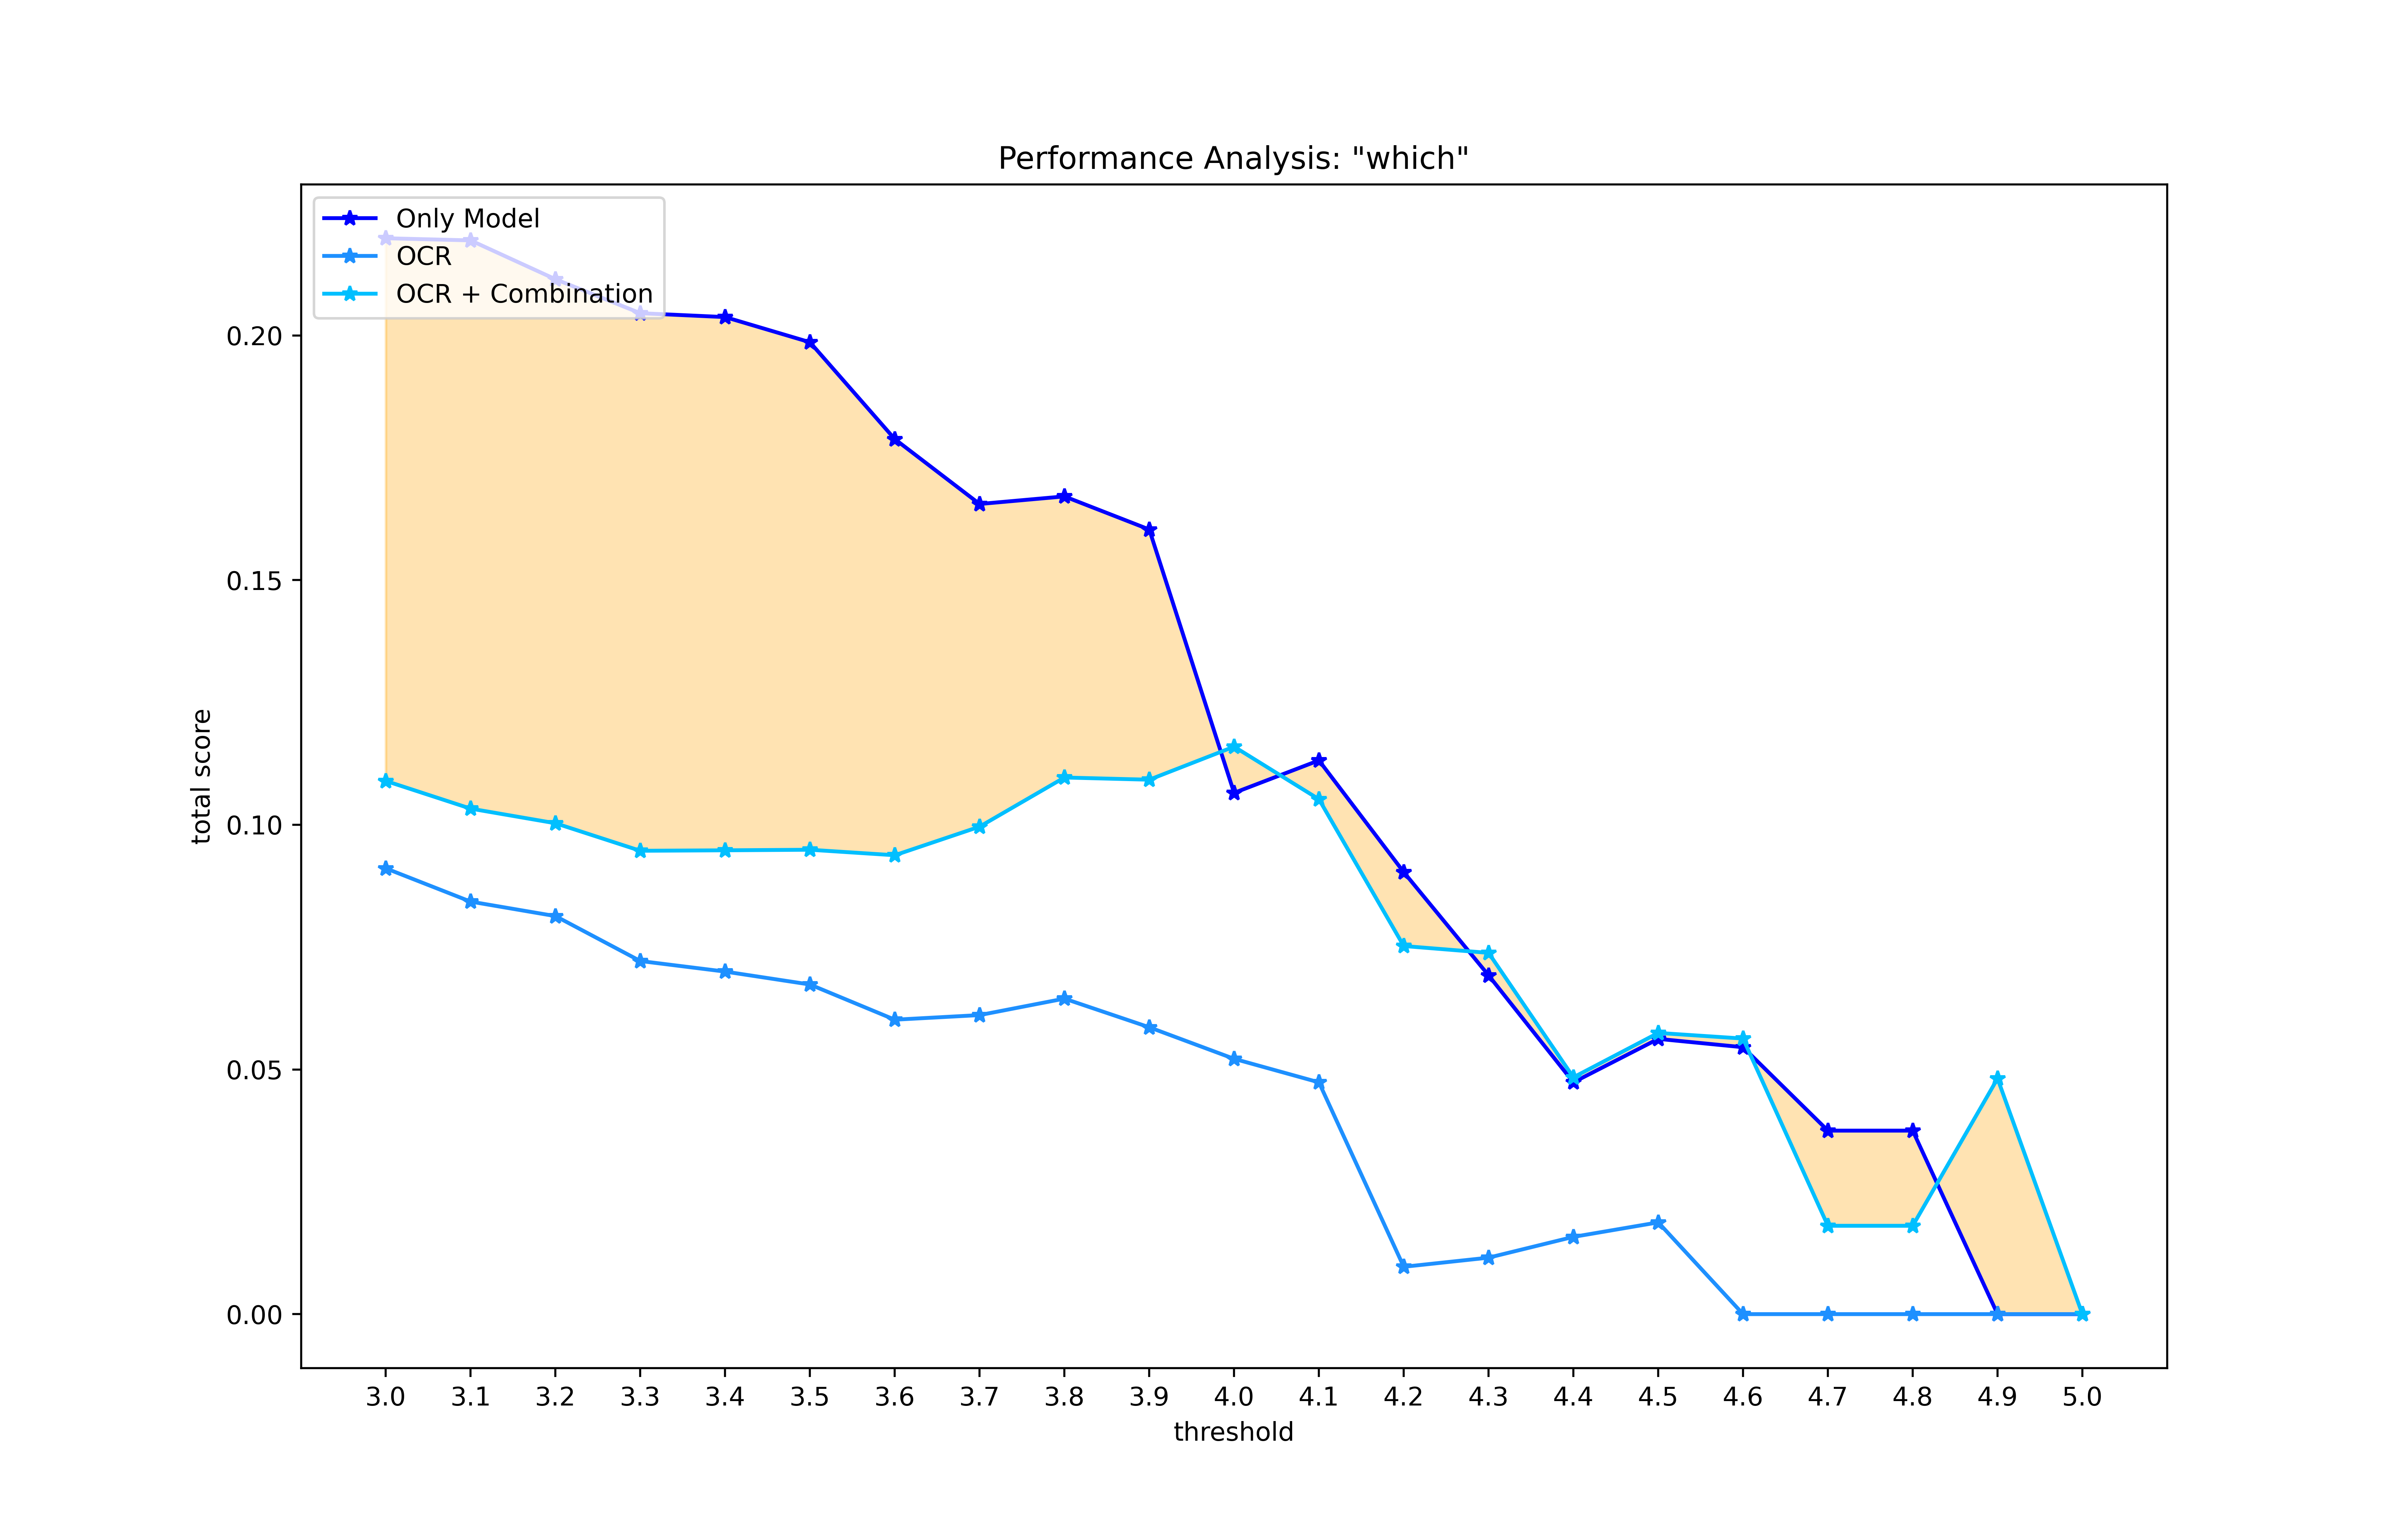 Performance Analysis: "which"
Only Model
OCR
OCR + Combination
total score
0.20
0.15
0.10
0.05
0.00
3.0 3.1 3.2 3.3 3.4 3.5 3.6 3.7 3.8 3.9 4.0 4.1 4.2 4.3 4.4 4.5 4.6 4.7 4.8 4.9 5.0
threshold